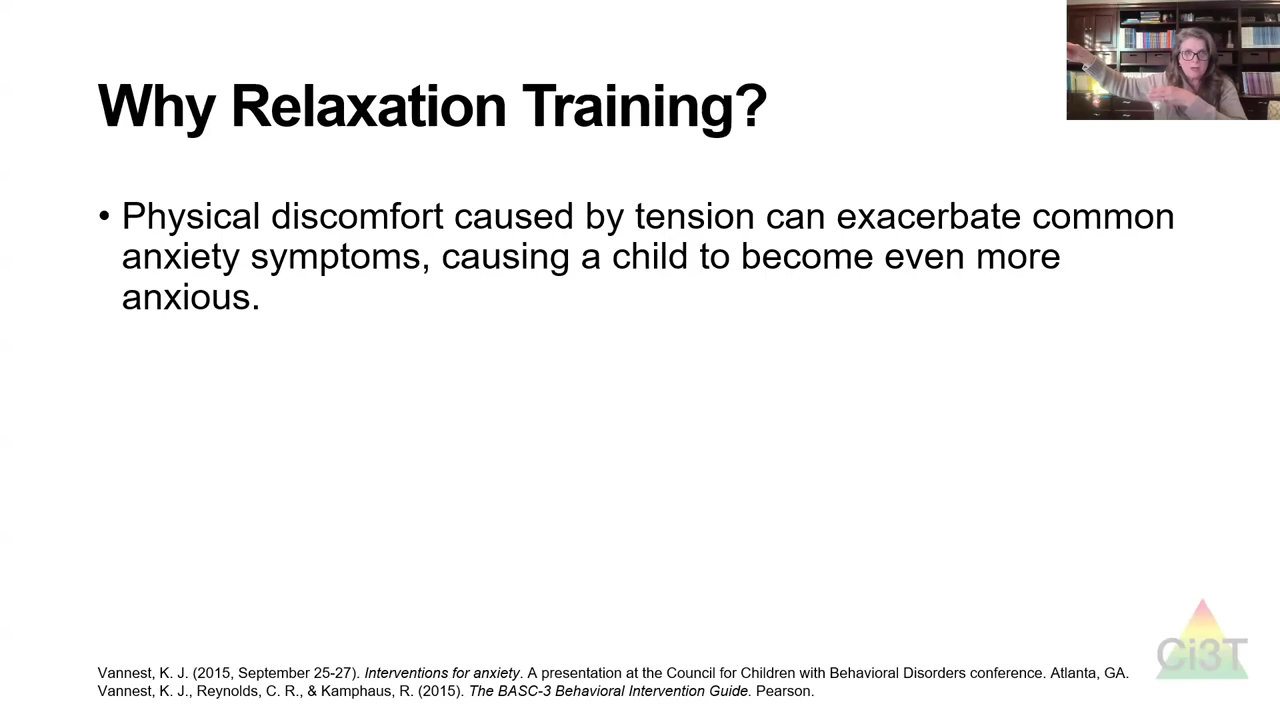 Why Relaxation Training?
• Physical discomfort caused by tension can exacerbate common
anxiety symptoms, causing a child to become even more
anxious.
Ci3T
Vannest, K. J. (2015, September 25-27). Interventions for anxiety. A presentation at the Council for Children with Behavioral Disorders conference. Atlanta, GA.
Vannest, K. J., Reynolds, C. R., & Kamphaus, R. (2015). The BASC-3 Behavioral Intervention Guide. Pearson.